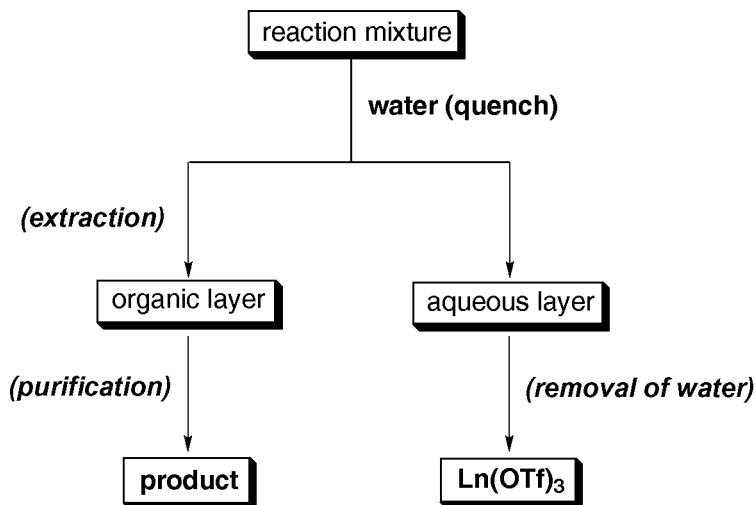 reaction mixture
water (quench)
(extraction)
organic layer
aqueous layer
(purification)
(removal of water)
product
Ln(OTf)₃